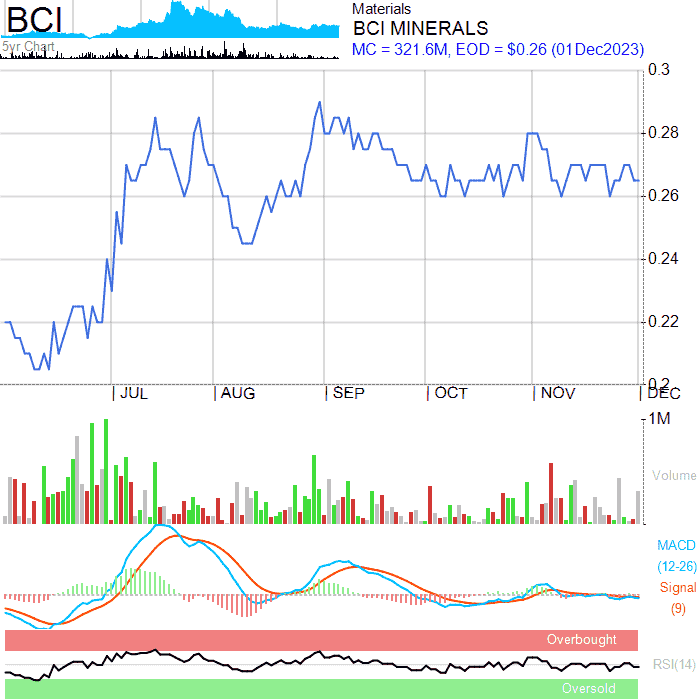 BCI
5yr Chart
Materials
BCI MINERALS
MC = 321.6M, EOD = $0.26 (01Dec2023)
0.3
0.28
0.26
0.24
0.22
0.2
JUL AUG SEP OCT NOV DEC
1M
Volume
MACD
(12-26)
Signal
(9)
Overbought
RSI(14)
Oversold